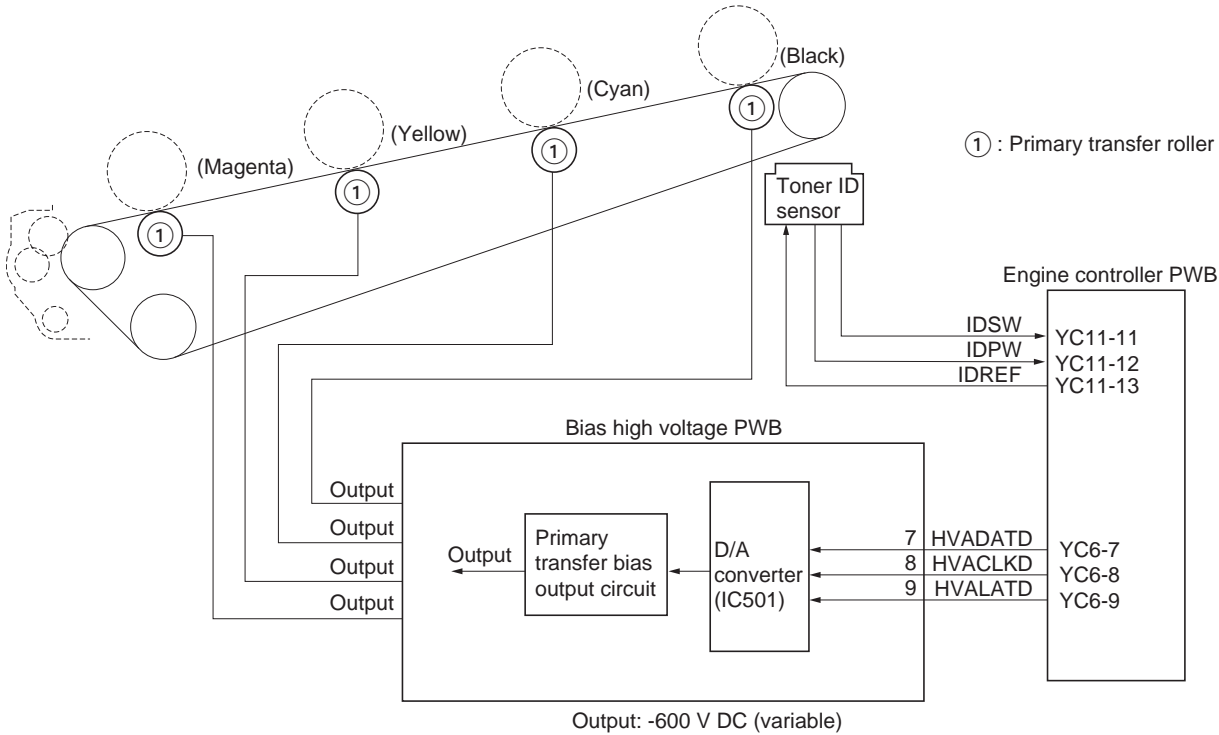 (Black)
(Cyan)
(Yellow)
(Magenta)
1
1
1
1
1 : Primary transfer roller
Toner ID
sensor
Engine controller PWB
IDSW
YC11-11
IDPW
YC11-12
IDREF
YC11-13
Bias high voltage PWB
Output
Output
Output
Output
Output
Primary
transfer bias
output circuit
D/A
converter
(IC501)
7 HVADATD YC6-7
8 HVACLKD YC6-8
9 HVALATD YC6-9
Output: -600 V DC (variable)